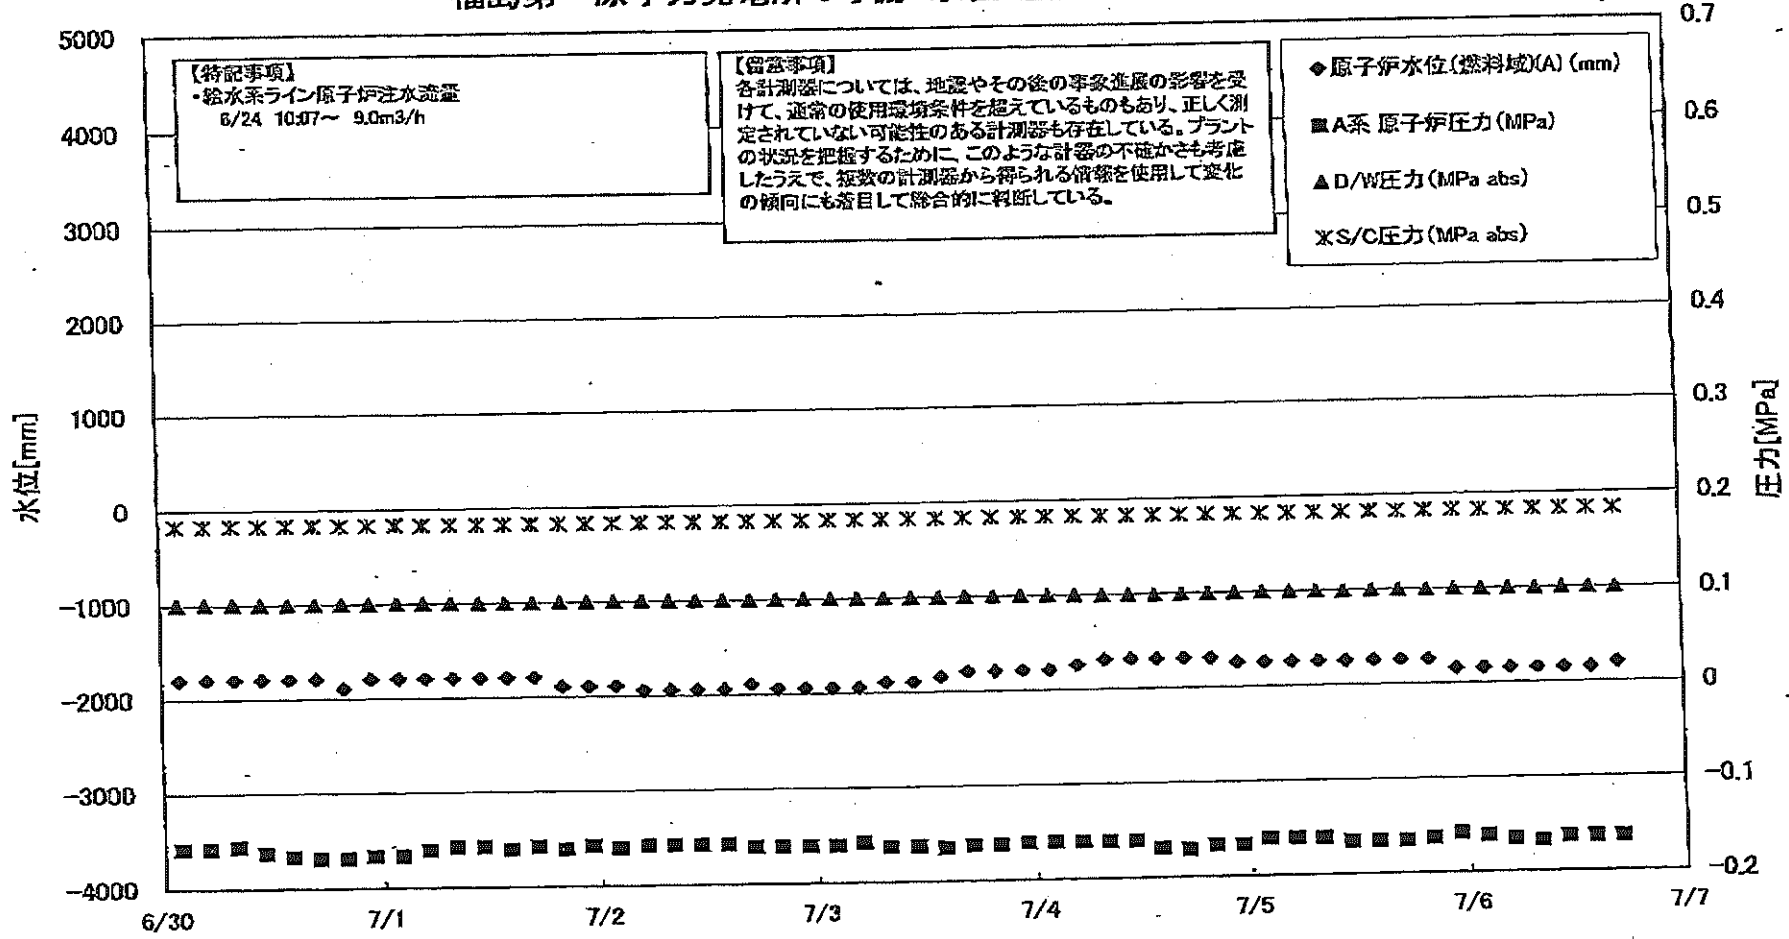 5000
4000
3000
2000
1000
0
-1000
-2000
-3000
-4000
水位[mm]
【特記事項】
・給水系ライン原子炉注水流量
6/24 10:07～ 9.0m3/h
【留意事項】
各計測器については、地震やその後の事象進展の影響を受
けて、通常の使用環境条件を超えているものもあり、正しく測
定されていない可能性のある計測器も存在している。プラント
の状況を把握するために、このような計器の不確かさも考慮
したうえで、複数の計測器から得られる情報を使用して変化
の傾向にも着目して総合的に判断している。
◆原子炉水位(燃料域)(A)(mm)
■A系 原子炉圧力(MPa)
▲D/W圧力(MPa abs)
S/C圧力(MPa abs)
0.7
0.6
0.5
0.4
0.3
0.2
0.1
0
-0.1
-0.2
圧力[MPa]
6/30
7/1
7/2
7/3
7/4
7/5
7/6
7/7